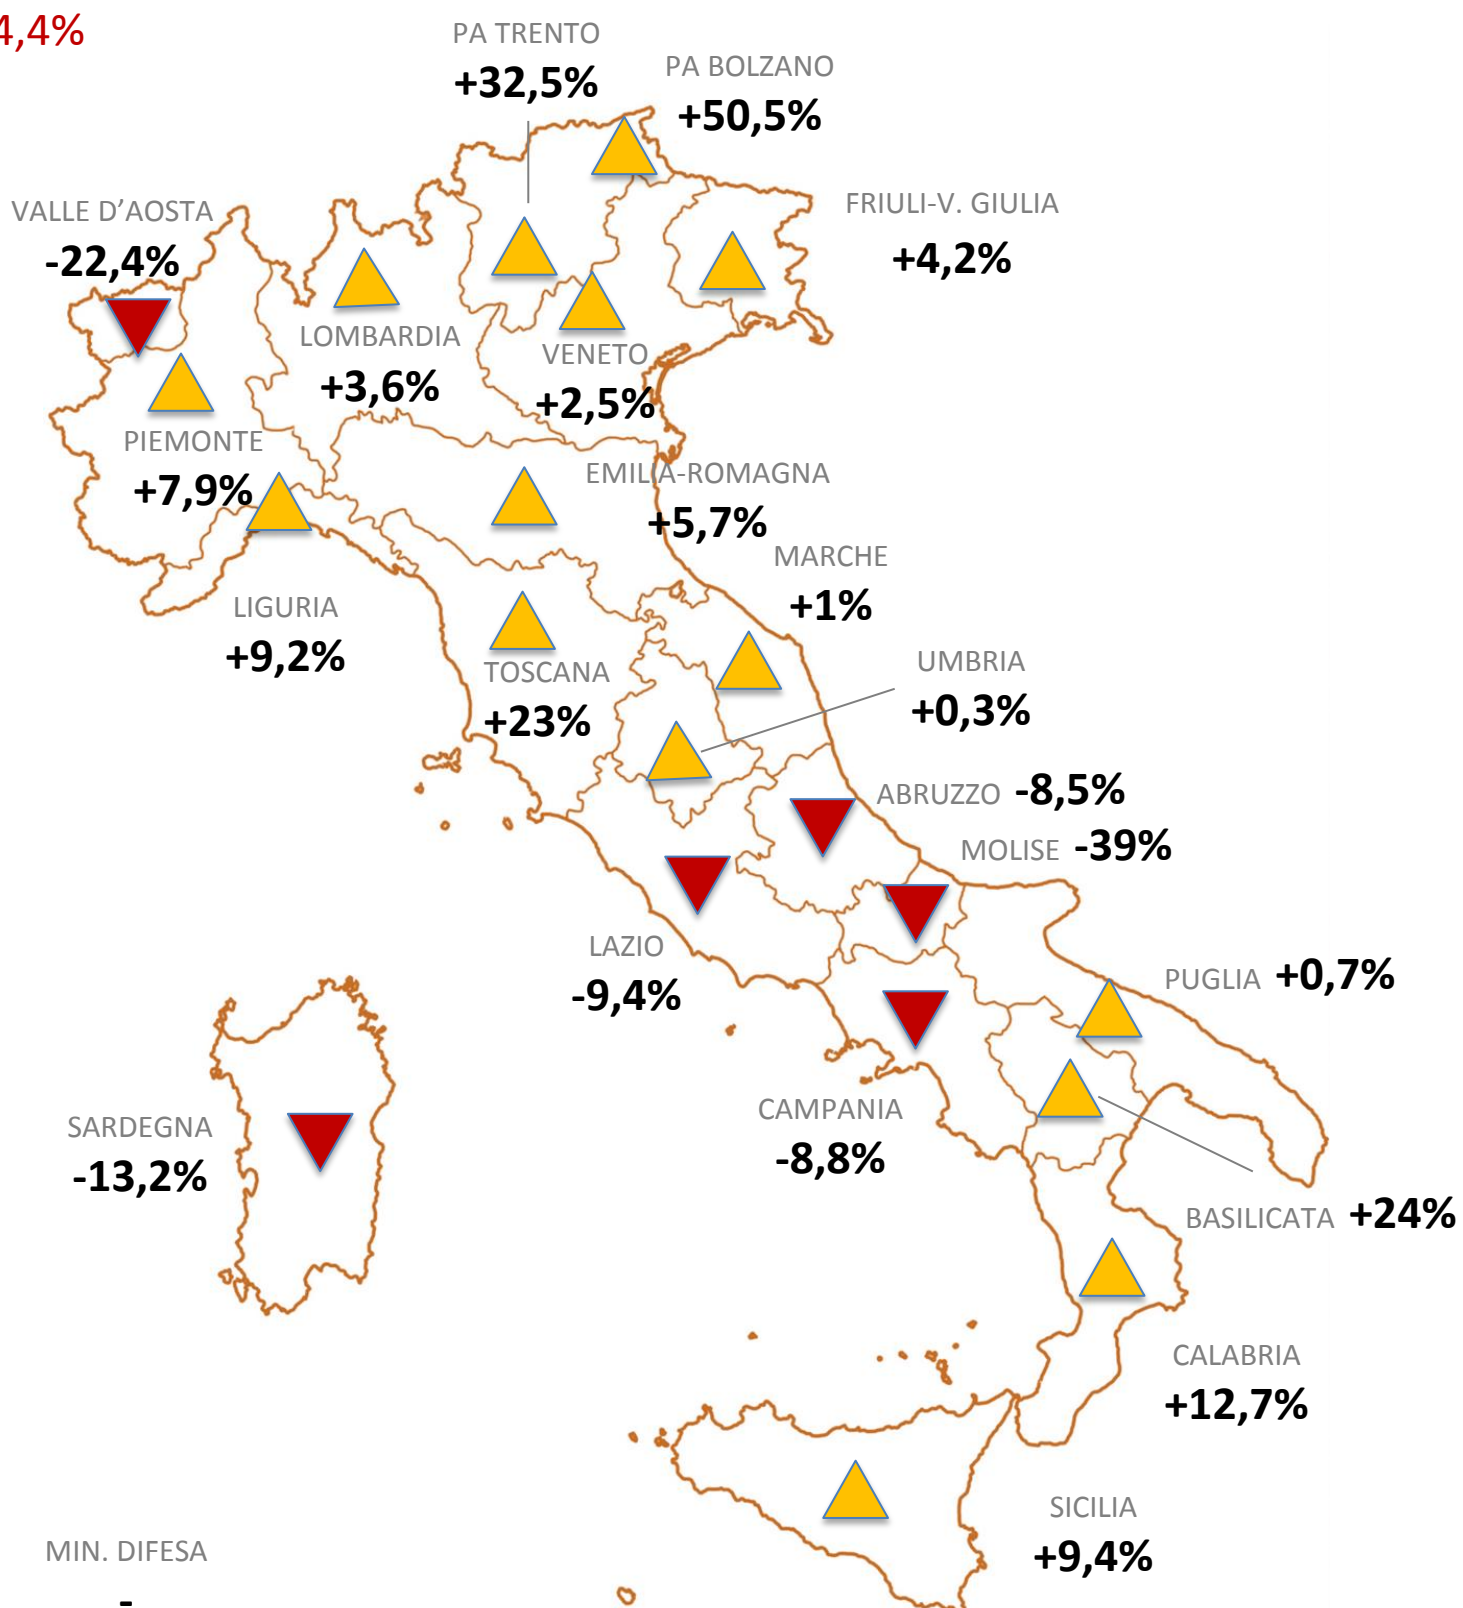 4,4%
PA TRENTO
+32,5%
PA BOLZANO
+50,5%
VALLE D’AOSTA
-22,4%
FRIULI-V. GIULIA
+4,2%
LOMBARDIA
+3,6%
VENETO
+2,5%
PIEMONTE
+7,9%
EMILIA-ROMAGNA
+5,7%
MARCHE
+1%
LIGURIA
+9,2%
TOSCANA
+23%
UMBRIA
+0,3%
ABRUZZO -8,5%
MOLISE -39%
LAZIO
-9,4%
PUGLIA +0,7%
CAMPANIA
-8,8%
SARDEGNA
-13,2%
BASILICATA +24%
CALABRIA
+12,7%
SICILIA
+9,4%
MIN. DIFESA
-